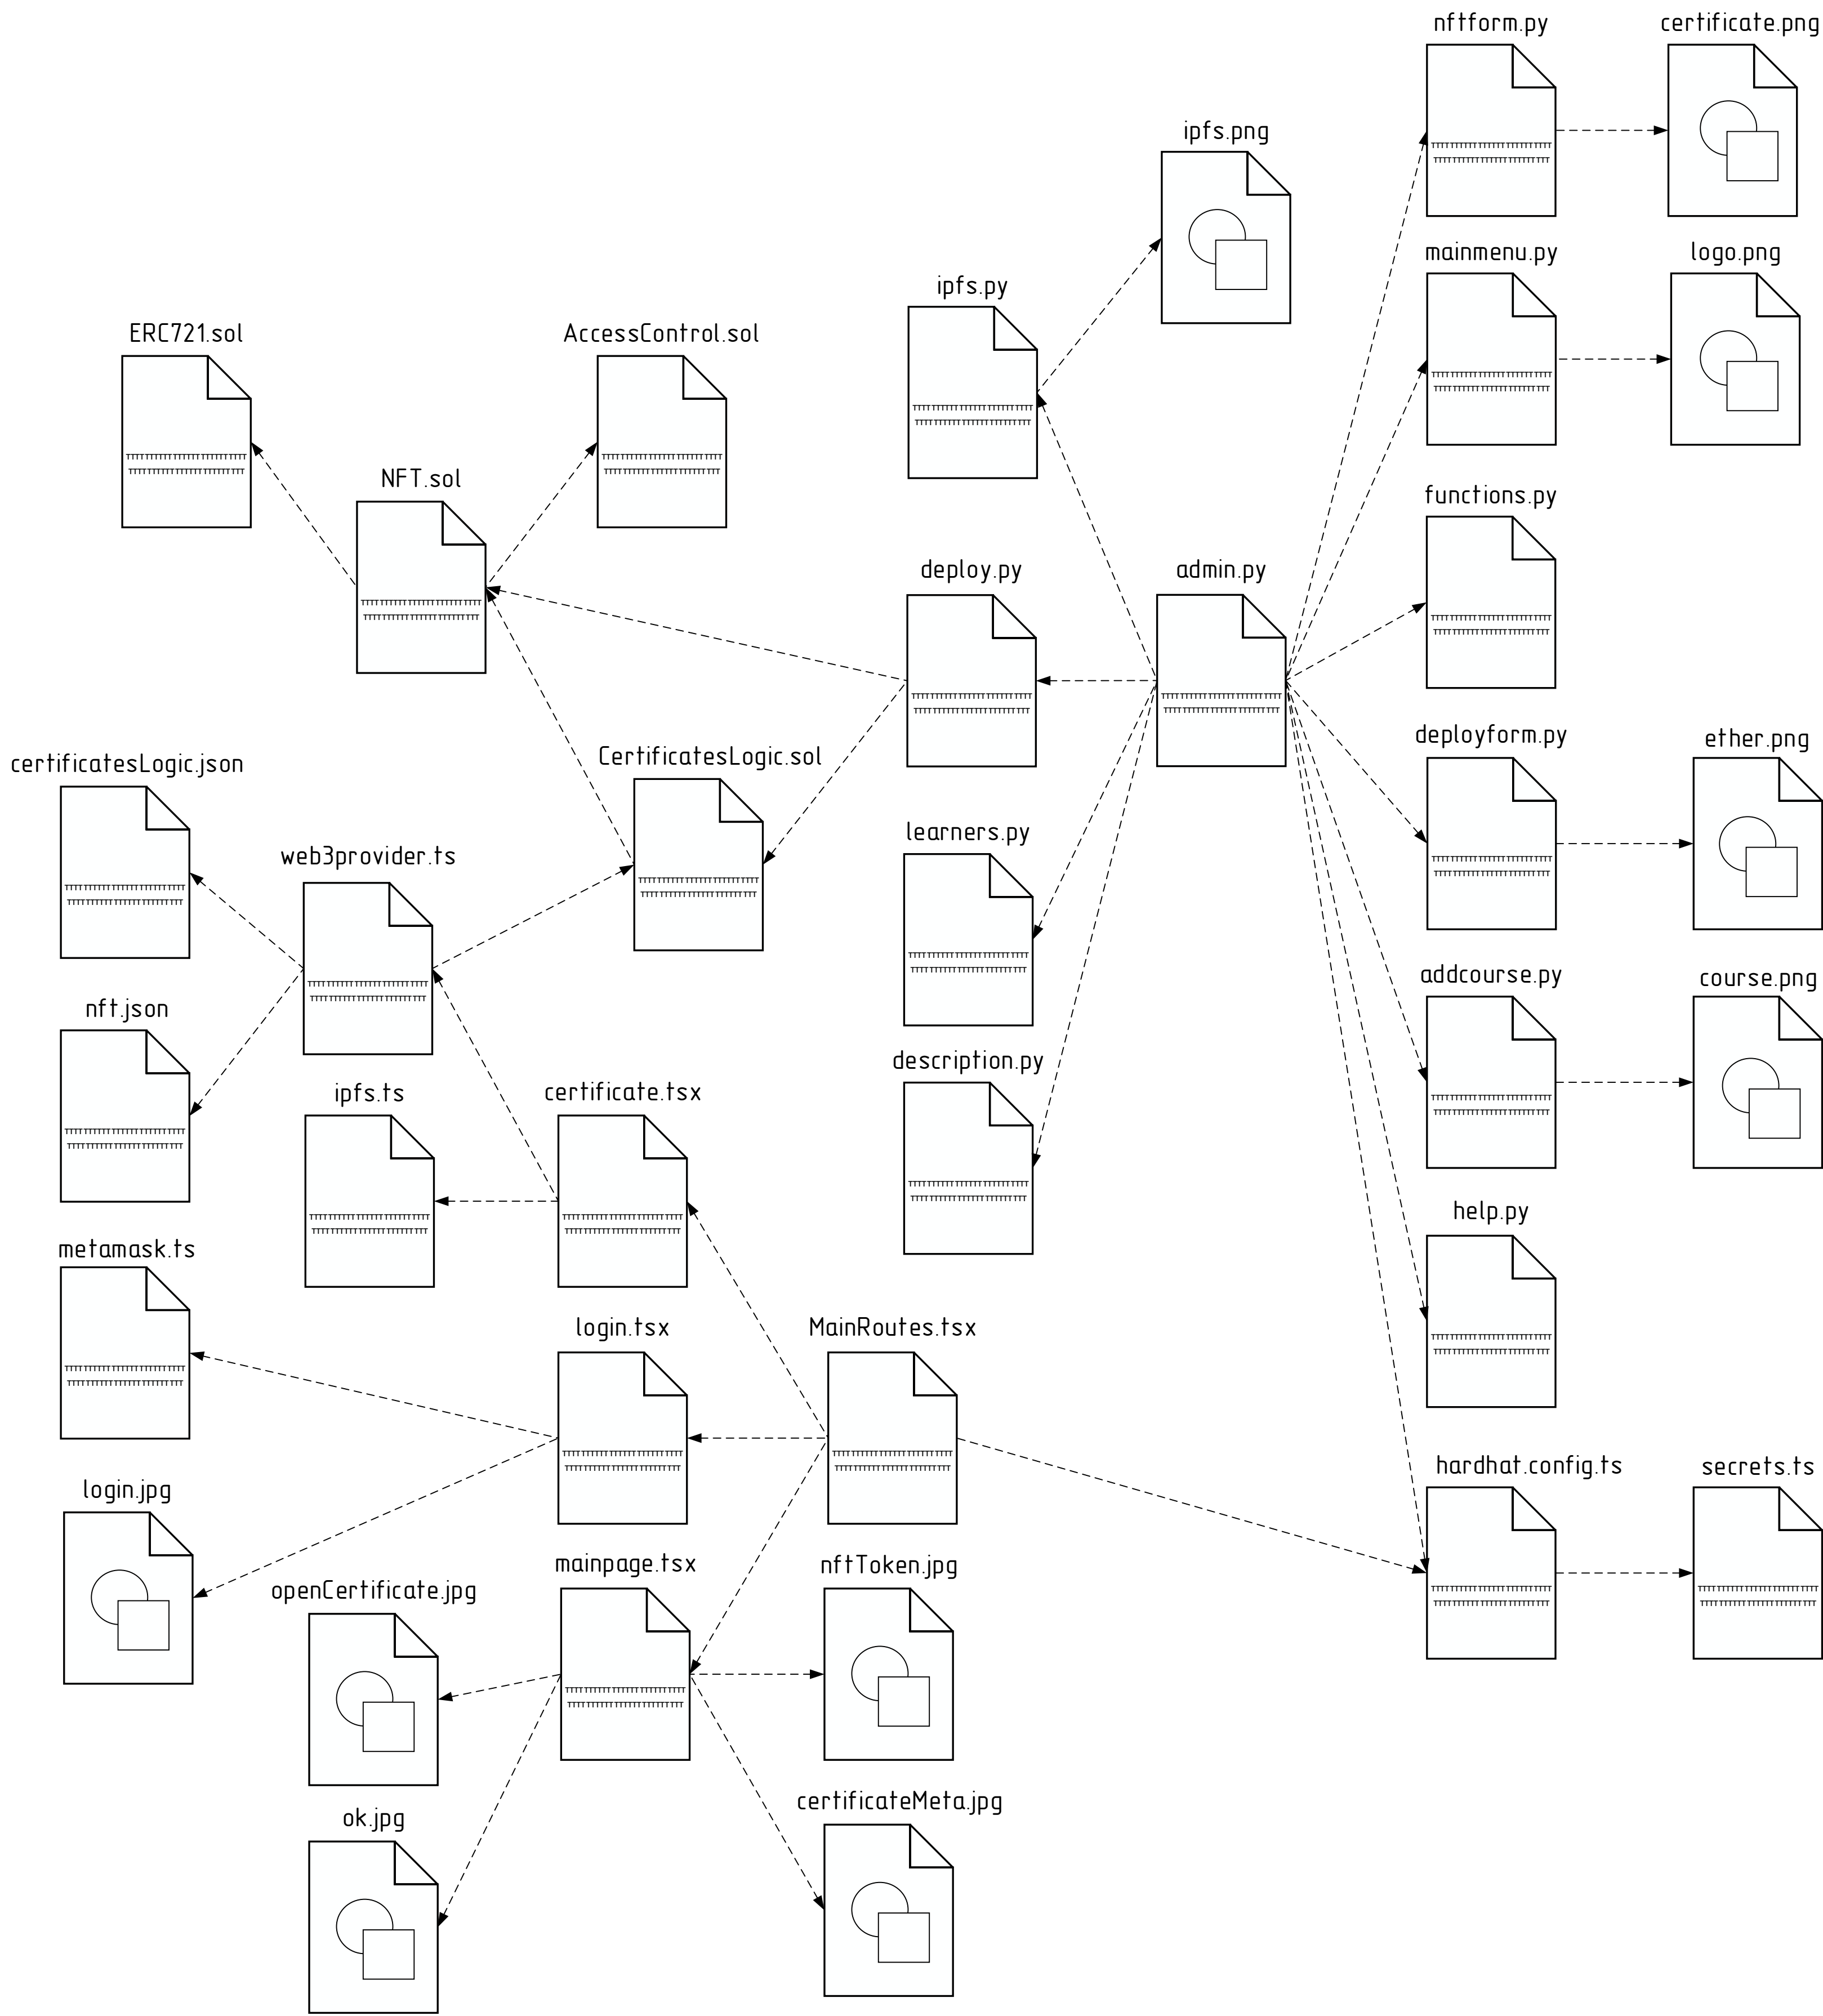 nftform.py
certificate.png
ipfs.png
mainmenu.py
logo.png
ipfs.py
ERC721.sol
AccessControl.sol
NFT.sol
functions.py
deploy.py
admin.py
deployform.py
ether.png
CertificatesLogic.sol
certificatesLogic.json
learners.py
web3provider.ts
addcourse.py
course.png
nft.json
description.py
ipfs.ts
certificate.tsx
help.py
metamask.ts
login.tsx
MainRoutes.tsx
hardhat.config.ts
secrets.ts
login.jpg
mainpage.tsx
nftToken.jpg
openCertificate.jpg
certificateMeta.jpg
ok.jpg